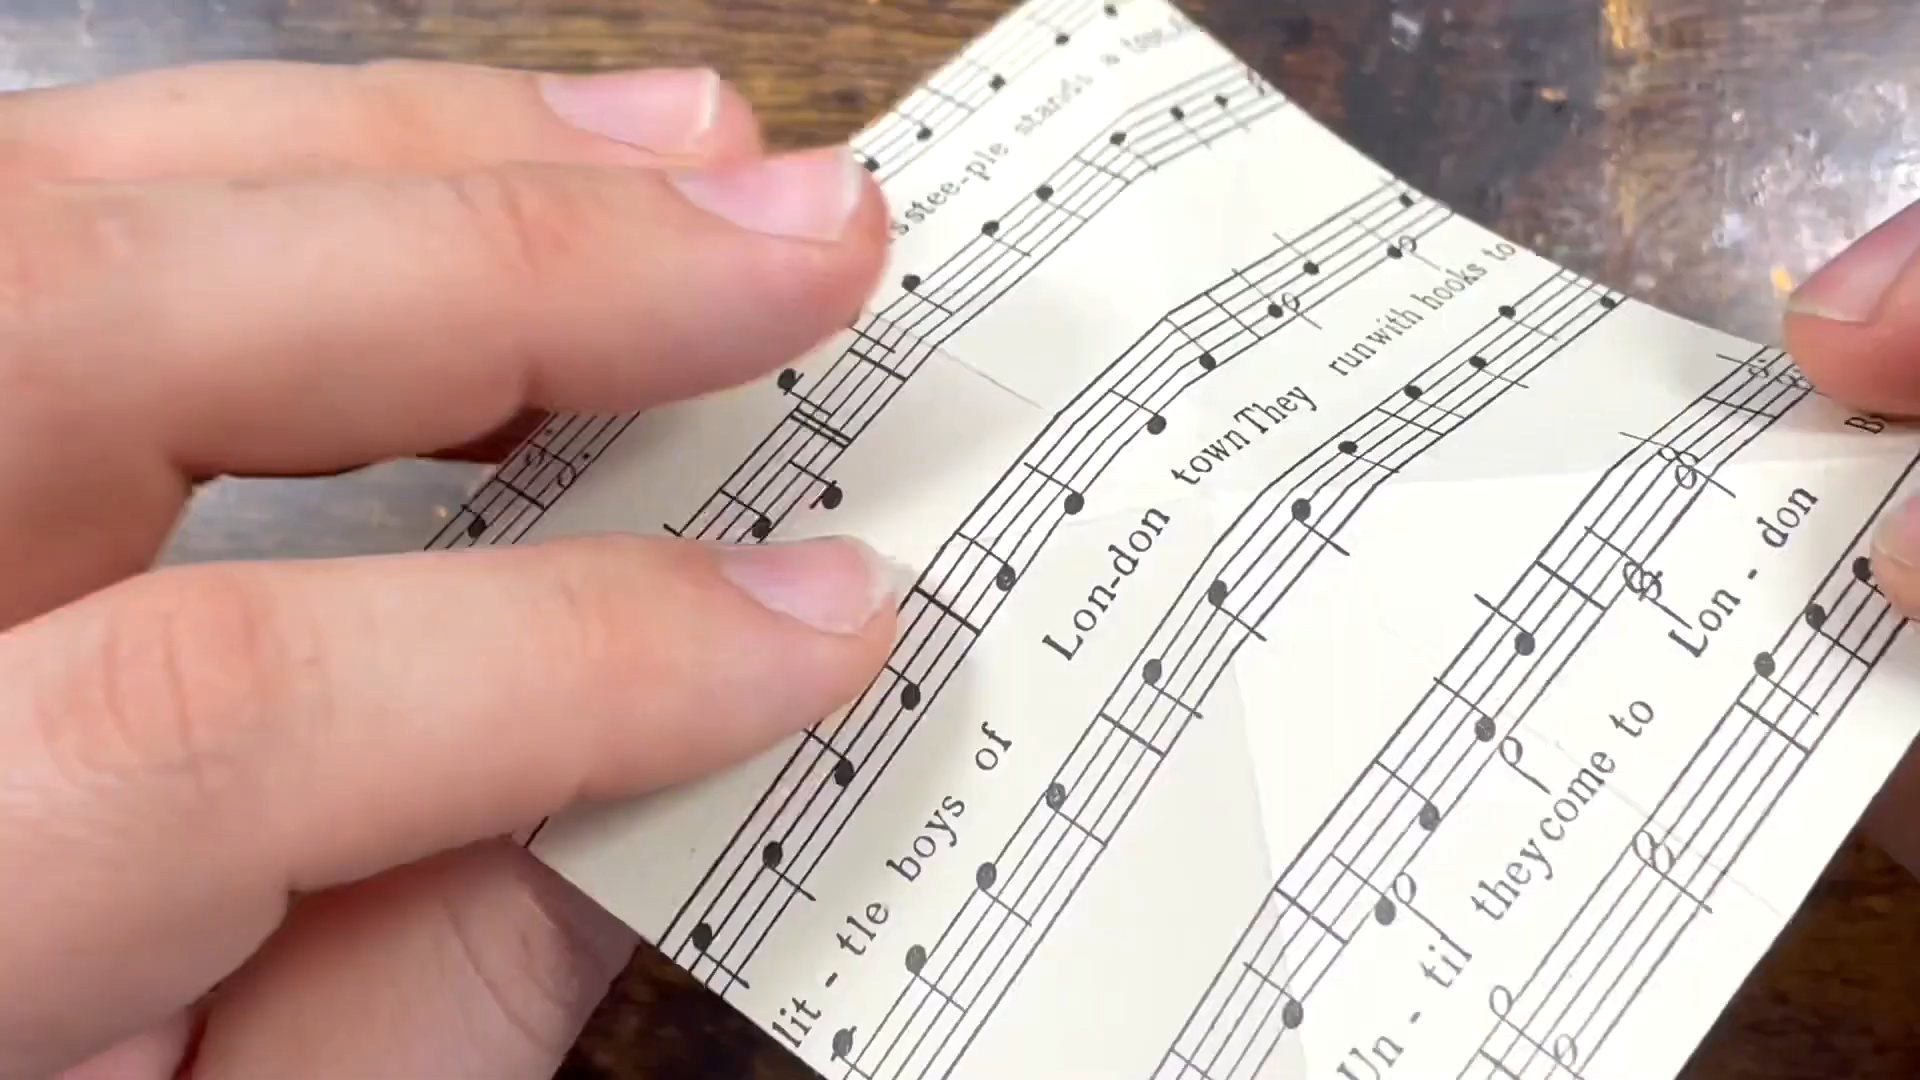 stee-ple stands a
lit - tle boys of Lon-don town They run with hooks to
Un - til they come to Lon - don